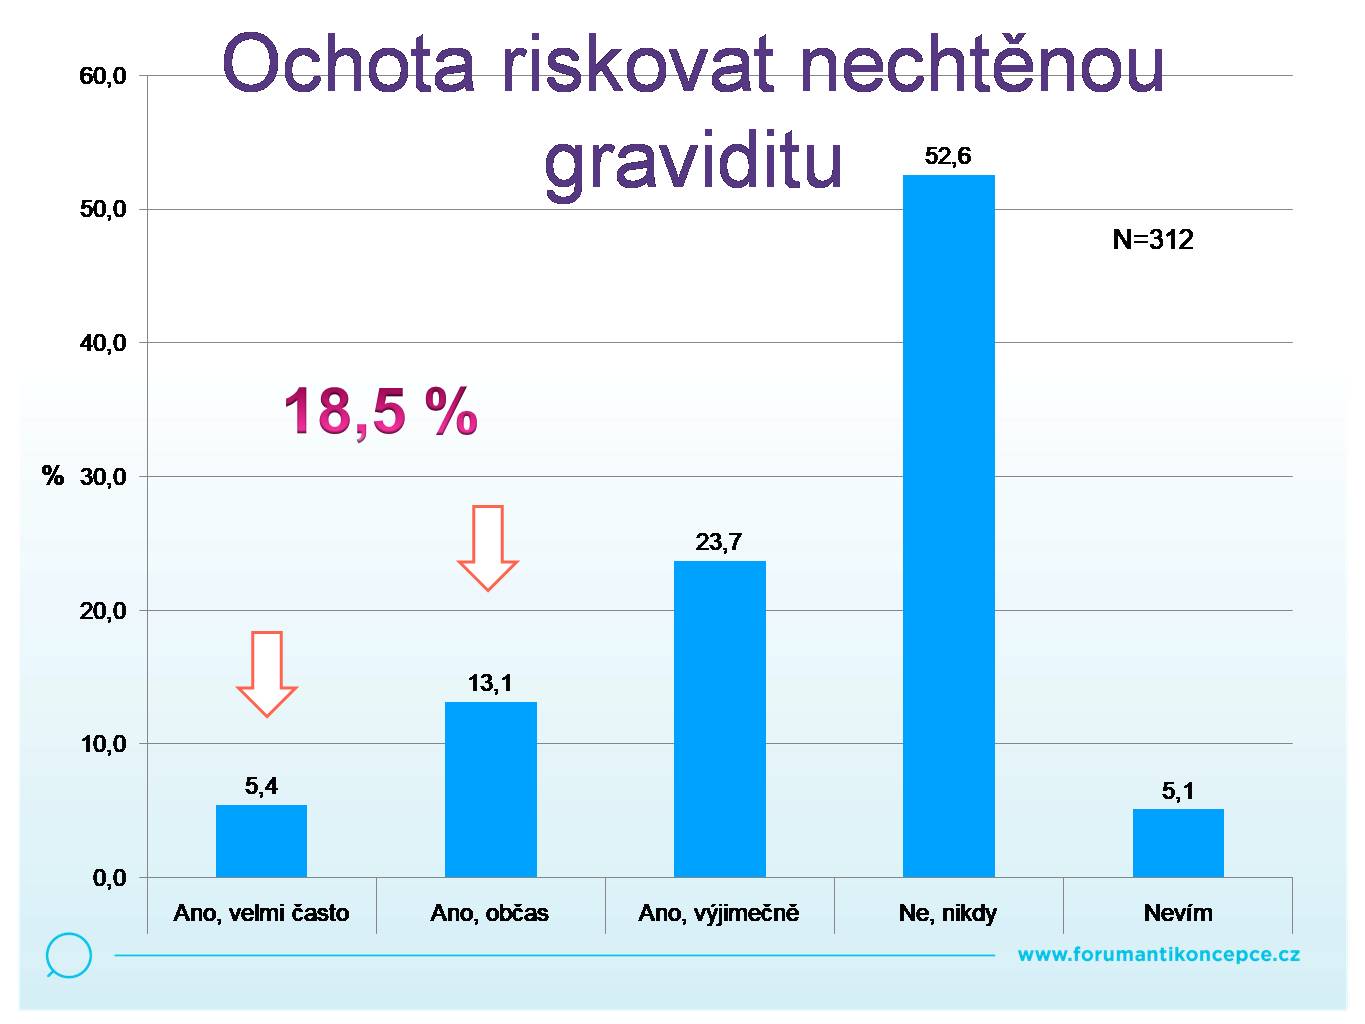 Ochota riskovat nechtěnou
graviditu
60,0
50,0
40,0
% 30,0
20,0
10,0
0,0
N=312
18,5 %
5,4
13,1
23,7
52,6
5,1
Ano, velmi často
Ano, občas
Ano, výjimečně
Ne, nikdy
Nevím
www.forumantikoncepce.cz